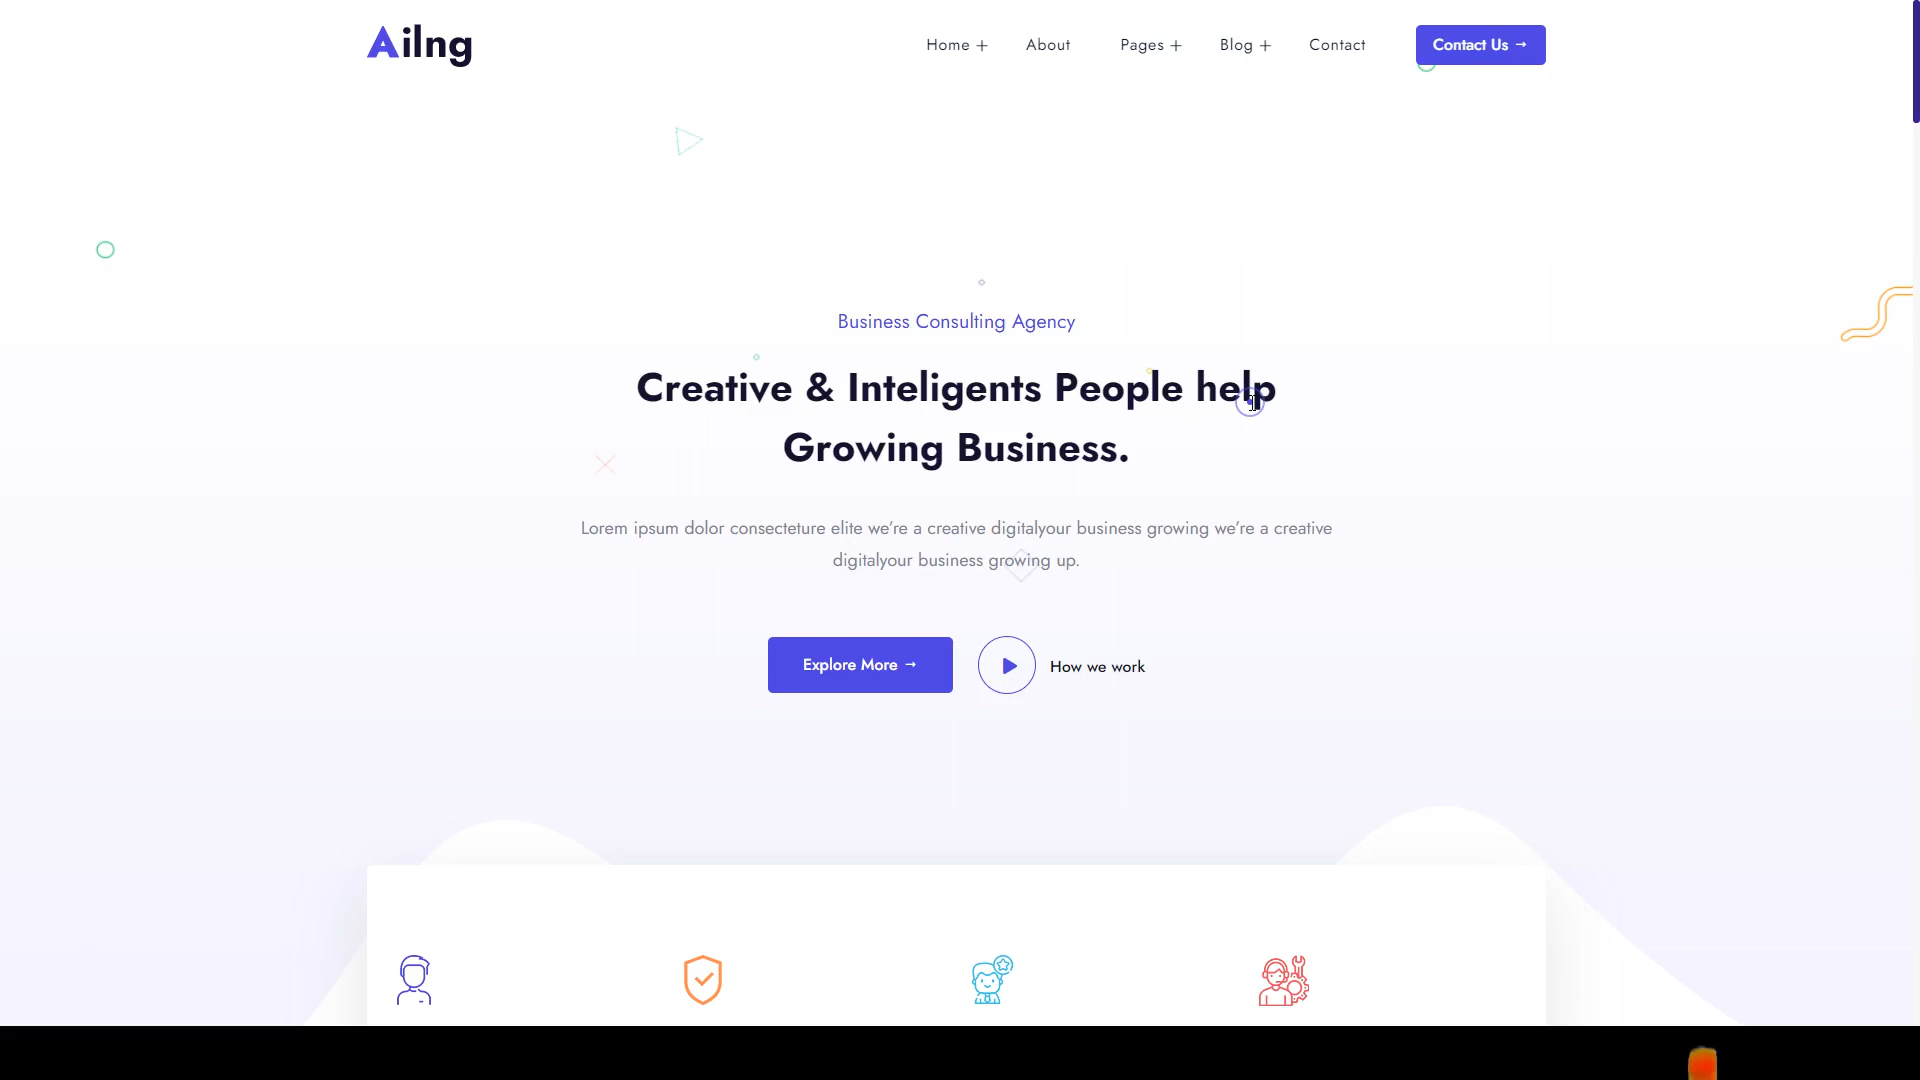 Ailng
Home + About Pages + Blog + Contact Contact Us →
Business Consulting Agency
Creative & Inteligents People help
Growing Business.
Lorem ipsum dolor consecteture elite we’re a creative digitalyour business growing we’re a creative
digitalyour business growing up.
Explore More → How we work